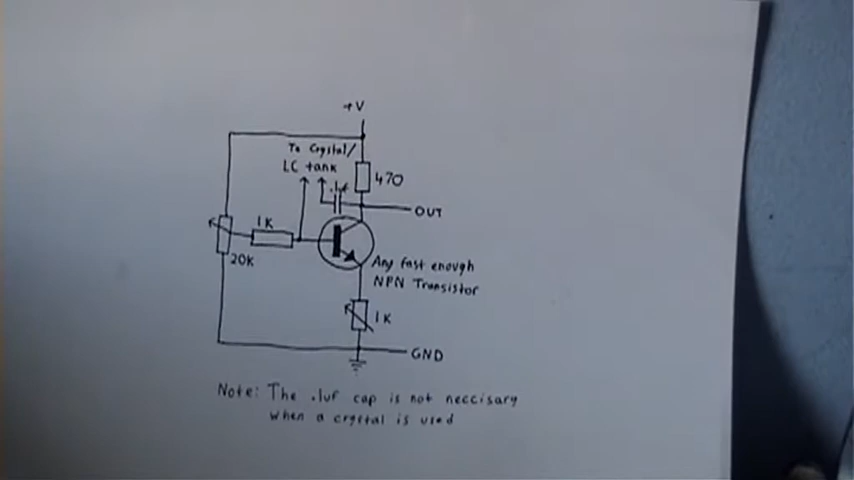 +V
To Crystal/
LC tank
.1uf
470
OUT
1K
20K
Any fast enough
NPN Transistor
1K
GND
Note: The .1uf cap is not neccisary
when a crystal is used